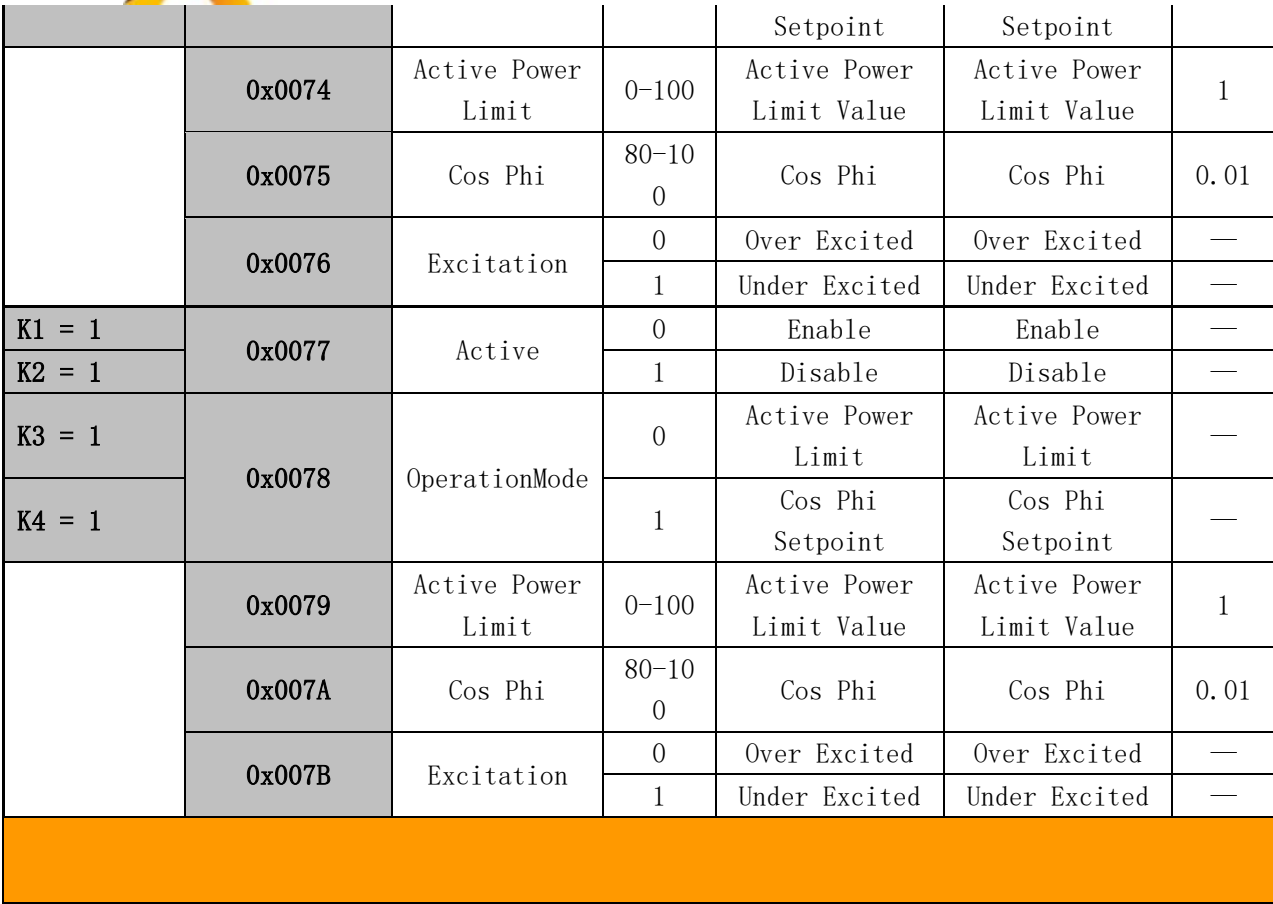 Setpoint Setpoint
0x0074 Active Power Limit 0-100 Active Power Limit Value Active Power Limit Value 1
0x0075 Cos Phi 80-100 Cos Phi Cos Phi 0.01
0x0076 Excitation 0 Over Excited Over Excited —
1 Under Excited Under Excited —
K1 = 1 0x0077 Active 0 Enable Enable —
K2 = 1 1 Disable Disable —
K3 = 1 0x0078 OperationMode 0 Active Power Limit Active Power Limit —
K4 = 1 1 Cos Phi Setpoint Cos Phi Setpoint —
0x0079 Active Power Limit 0-100 Active Power Limit Value Active Power Limit Value 1
0x007A Cos Phi 80-100 Cos Phi Cos Phi 0.01
0x007B Excitation 0 Over Excited Over Excited —
1 Under Excited Under Excited —